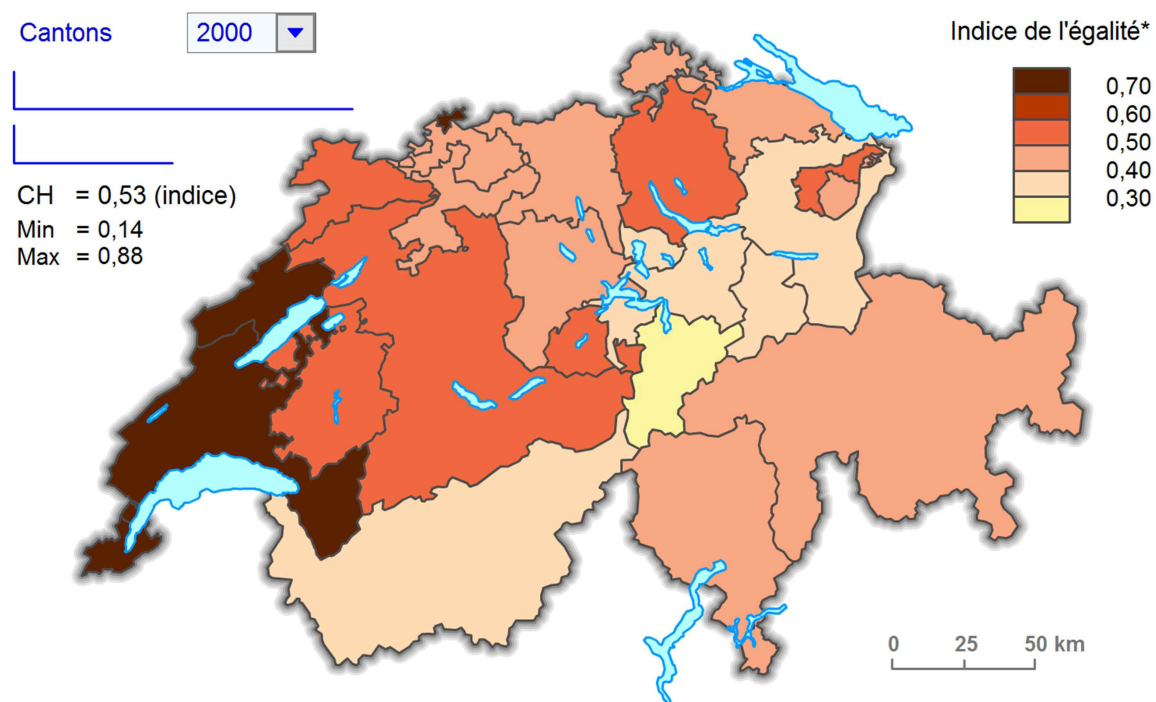 Cantons
2000
CH = 0,53 (indice)
Min = 0,14
Max = 0,88
Indice de l'égalité*
0,70
0,60
0,50
0,40
0,30
0 25 50 km